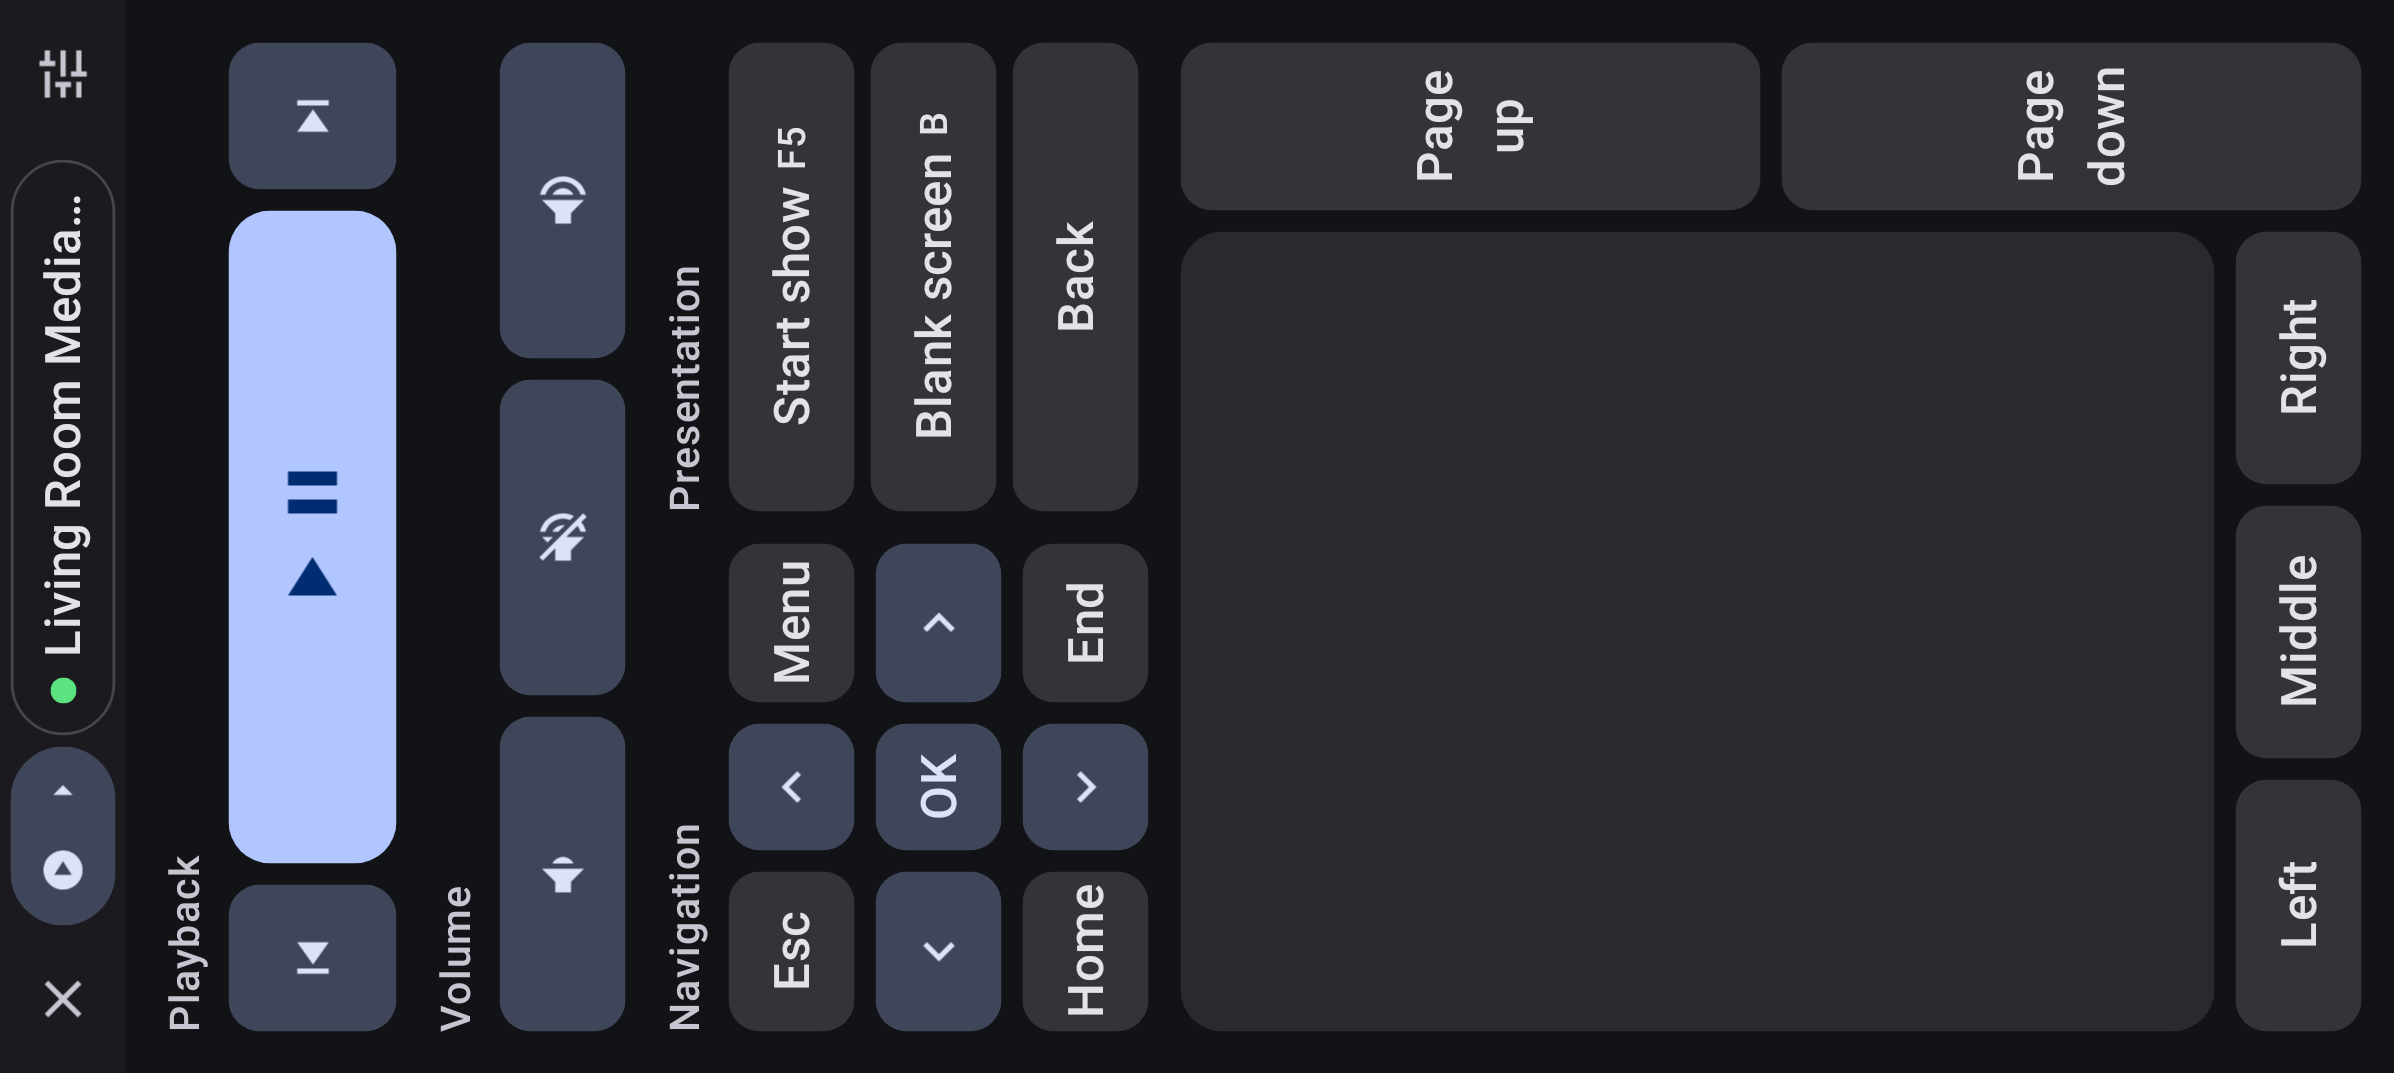 Living Room Media...
Playback
Volume
Navigation
Presentation
Esc
Menu
Start show F5
OK
Blank screen B
Home
End
Back
Page
up
Page
down
Left
Middle
Right